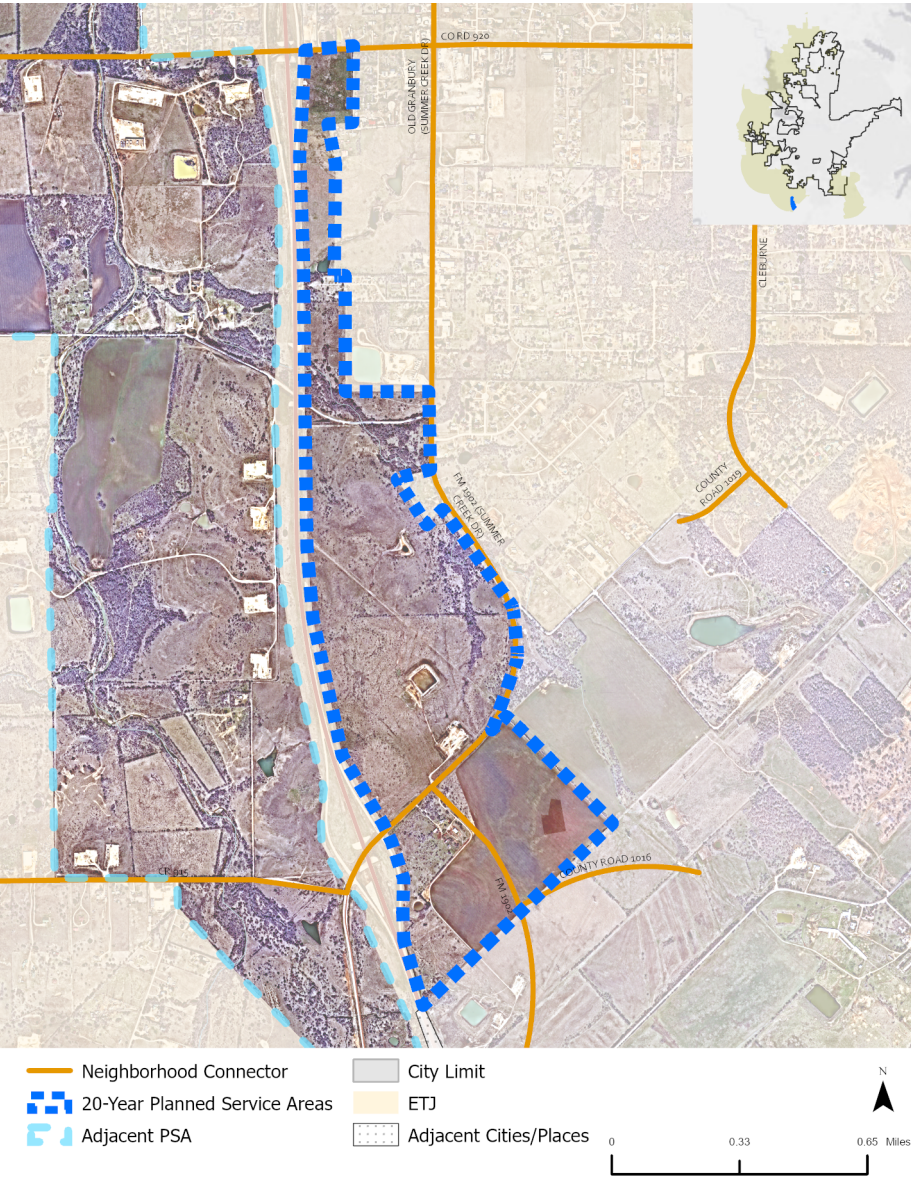 CO RD 920
OLD GRANBURY
(SUMMER CREEK DR)
CLEBURNE
COUNTY
ROAD 1019
FM 1902 (SUMMER
CREEK DR)
CR 915
COUNTY ROAD 1016
FM 1902
Neighborhood Connector
20-Year Planned Service Areas
Adjacent PSA
City Limit
ETJ
Adjacent Cities/Places
N
0 0.33 0.65 Miles